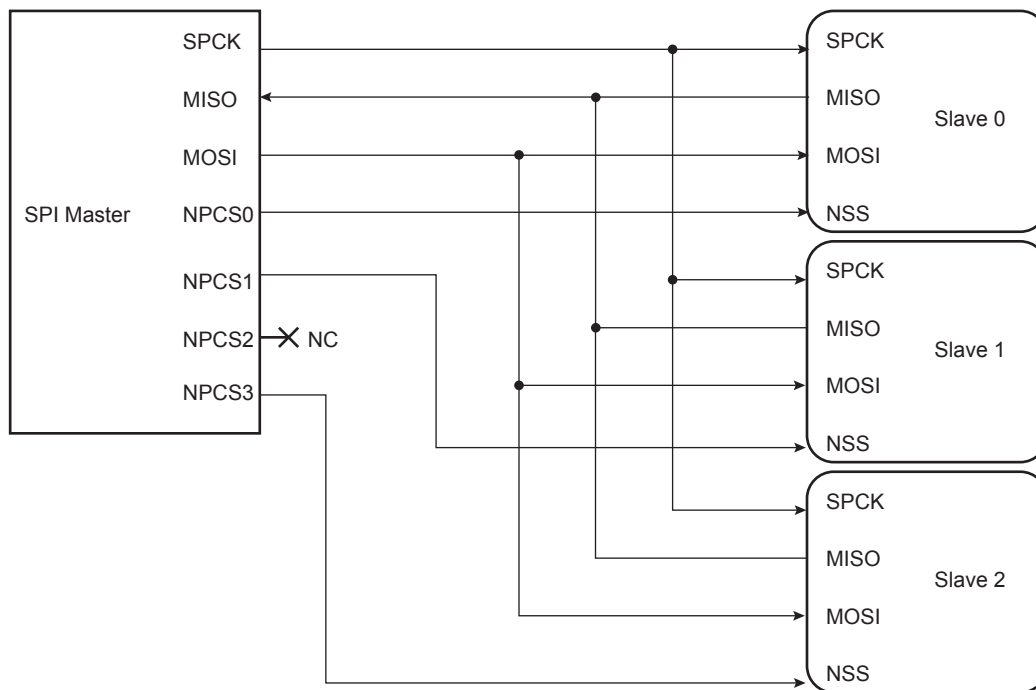 SPI Master
SPCK
MISO
MOSI
NPCS0
NPCS1
NPCS2
NC
NPCS3
SPCK
MISO
Slave 0
MOSI
NSS
SPCK
MISO
Slave 1
MOSI
NSS
SPCK
MISO
Slave 2
MOSI
NSS